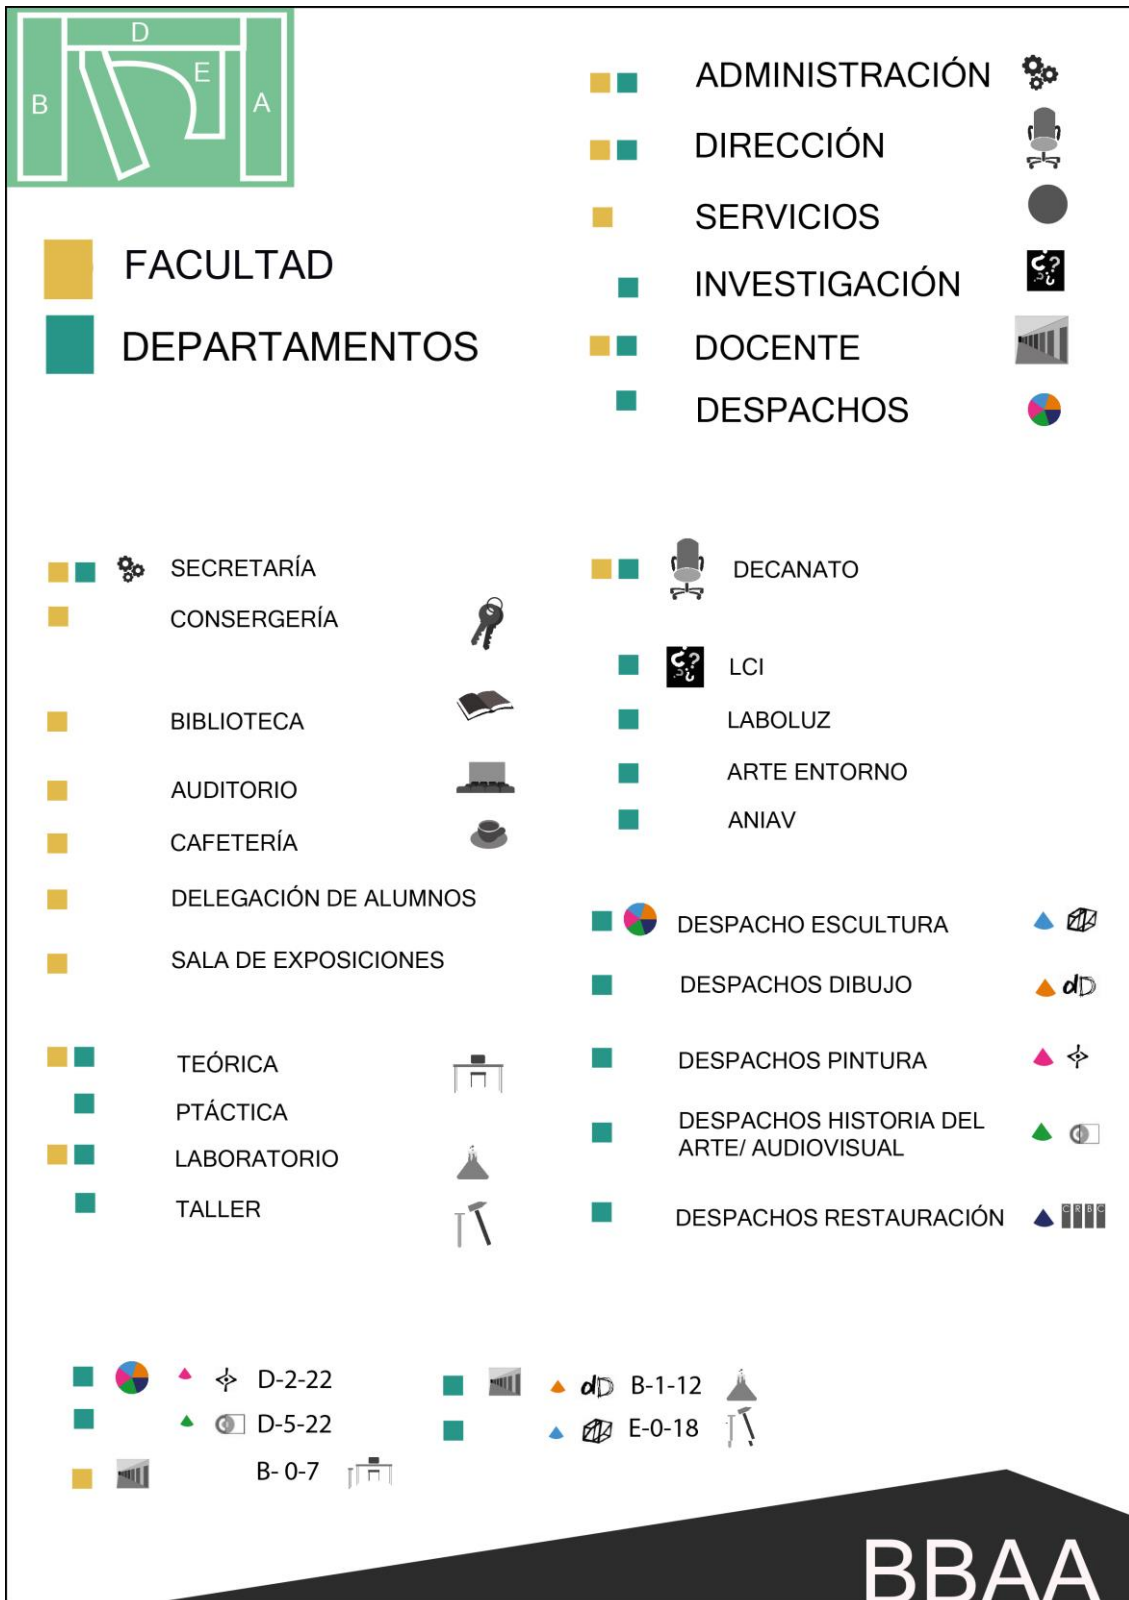 D
B
E
A
FACULTAD
DEPARTAMENTOS
ADMINISTRACIÓN
DIRECCIÓN
SERVICIOS
INVESTIGACIÓN
DOCENTE
DESPACHOS
SECRETARÍA
CONSERGERÍA
BIBLIOTECA
AUDITORIO
CAFETERÍA
DELEGACIÓN DE ALUMNOS
SALA DE EXPOSICIONES
TEÓRICA
PTÁCTICA
LABORATORIO
TALLER
DECANATO
¿?
LCI
LABOLUZ
ARTE ENTORNO
ANIAV
DESPACHO ESCULTURA
DESPACHOS DIBUJO dD
DESPACHOS PINTURA
DESPACHOS HISTORIA DEL
ARTE/ AUDIOVISUAL
DESPACHOS RESTAURACIÓN CRBC
D-2-22
D-5-22
B- 0-7
dD B-1-12
E-0-18
BBAA